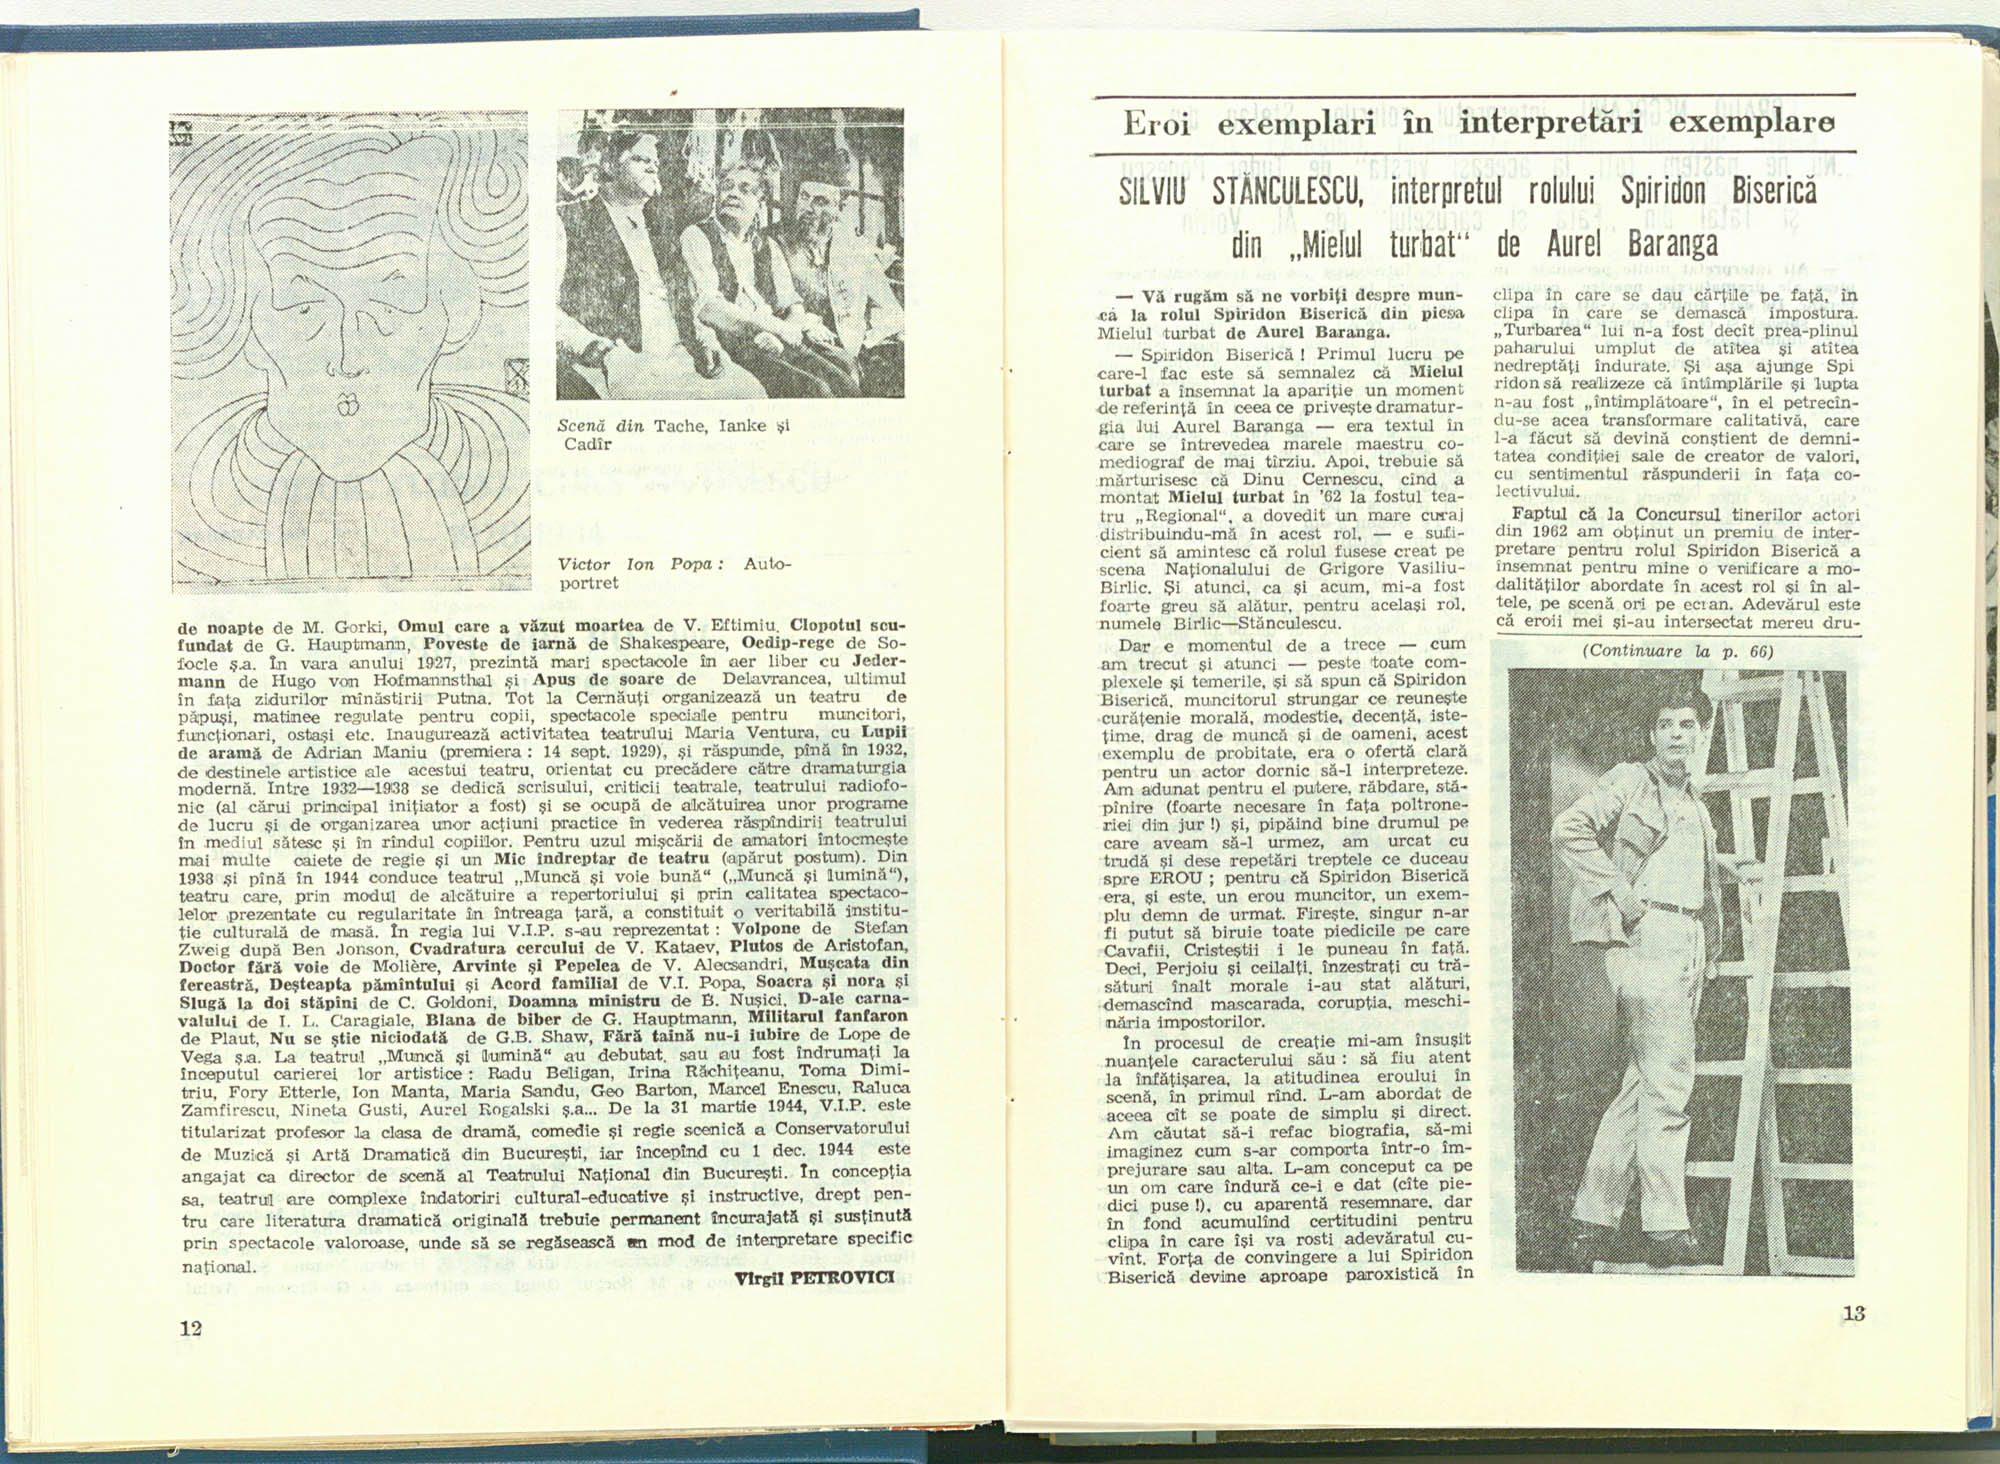 Scenă din Tache, Ianke și
Cadîr
Victor Ion Popa : Auto-
portret
de noapte de M. Gorki, Omul care a văzut moartea de V. Eftimiu, Clopotul scu-
fundat de G. Hauptmann, Poveste de iarnă de Shakespeare, Oedip-rege de So-
focle ș.a. În vara anului 1927, prezintă mari spectacole în aer liber cu Jeder-
mann de Hugo von Hofmannsthal și Apus de soare de Delavrancea, ultimul
în fața zidurilor mînăstirii Putna. Tot la Cernăuți organizează un teatru de
păpuși, matinee regulate pentru copii, spectacole speciale pentru muncitori,
funcționari, ostași etc. Inaugurează activitatea teatrului Maria Ventura, cu Lupii
de aramă de Adrian Maniu (premiera : 14 sept. 1929), și răspunde, pînă în 1932,
de destinele artistice ale acestui teatru, orientat cu precădere către dramaturgia
modernă. Intre 1932—1938 se dedică scrisului, criticii teatrale, teatrului radiofo-
nic (al cărui principal inițiator a fost) și se ocupă de alcătuirea unor programe
de lucru și de organizarea unor acțiuni practice în vederea răspîndirii teatrului
în mediul sătesc și în rîndul copiilor. Pentru uzul mișcării de amatori întocmește
mai multe caiete de regie și un Mic îndreptar de teatru (apărut postum). Din
1938 și pînă în 1944 conduce teatrul „Muncă și voie bună“ („Muncă și lumină“),
teatru care, prin modul de alcătuire a repertoriului și prin calitatea spectaco-
lelor prezentate cu regularitate în întreaga țară, a constituit o veritabilă institu-
ție culturală de masă. În regia lui V.I.P. s-au reprezentat : Volpone de Stefan
Zweig după Ben Jonson, Cvadratura cercului de V. Kataev, Plutos de Aristofan,
Doctor fără voie de Molière, Arvinte și Pepelea de V. Alecsandri, Mușcata din
fereastră, Deșteapta pămîntului și Acord familial de V.I. Popa, Soacra și nora și
Slugă la doi stăpîni de C. Goldoni, Doamna ministru de B. Nușici, D-ale carna-
valului de I. L. Caragiale, Blana de biber de G. Hauptmann, Militarul fanfaron
de Plaut, Nu se știe niciodată de G.B. Shaw, Fără taină nu-i iubire de Lope de
Vega ș.a. La teatrul „Muncă și lumină“ au debutat, sau au fost îndrumați la
începutul carierei lor artistice : Radu Beligan, Irina Răchițeanu, Toma Dimi-
triu, Fory Etterle, Ion Manta, Maria Sandu, Geo Barton, Marcel Enescu, Raluca
Zamfirescu, Nineta Gusti, Aurel Rogalski ș.a... De la 31 martie 1944, V.I.P. este
titularizat profesor la clasa de dramă, comedie și regie scenică a Conservatorului
de Muzică și Artă Dramatică din București, iar începînd cu 1 dec. 1944 este
angajat ca director de scenă al Teatrului Național din București. În concepția
sa, teatrul are complexe îndatoriri cultural-educative și instructive, drept pen-
tru care literatura dramatică originală trebuie permanent încurajată și susținută
prin spectacole valoroase, unde să se regăsească un mod de interpretare specific
național.
Virgil PETROVICI
12
Eroi exemplari în interpretări exemplare
SILVIU STĂNCULESCU, interpretul rolului Spiridon Biserică
din „Mielul turbat“ de Aurel Baranga
— Vă rugăm să ne vorbiți despre mun-
că la rolul Spiridon Biserică din piesa
Mielul turbat de Aurel Baranga.
— Spiridon Biserică ! Primul lucru pe
care-l fac este să semnalez că Mielul
turbat a însemnat la apariție un moment
de referință în ceea ce privește dramatur-
gia lui Aurel Baranga — era textul în
care se întrevedea marele maestru co-
mediograf de mai tîrziu. Apoi, trebuie să
mărturisesc că Dinu Cernescu, cînd a
montat Mielul turbat în ’62 la fostul tea-
tru „Regional“, a dovedit un mare curaj
distribuindu-mă în acest rol, — e sufi-
cient să amintesc că rolul fusese creat pe
scena Naționalului de Grigore Vasiliu-
Birlic. Și atunci, ca și acum, mi-a fost
foarte greu să alătur, pentru același rol,
numele Birlic—Stănculescu.
Dar e momentul de a trece — cum
am trecut și atunci — peste toate com-
plexele și temerile, și să spun că Spiridon
Biserică, muncitorul strungar ce reunește
curățenie morală, modestie, decență, iste-
țime, drag de muncă și de oameni, acest
exemplu de probitate, era o ofertă clară
pentru un actor dornic să-l interpreteze.
Am adunat pentru el putere, răbdare, stă-
pînire (foarte necesare în fața poltrone-
riei din jur !) și, pipăind bine drumul pe
care aveam să-l urmez, am urcat cu
trudă și dese repetări treptele ce duceau
spre EROU ; pentru că Spiridon Biserică
era, și este, un erou muncitor, un exem-
plu demn de urmat. Firește, singur n-ar
fi putut să biruie toate piedicile pe care
Cavafii, Cristeștii i le puneau în față.
Deci, Perjoiu și ceilalți, înzestrați cu tră-
sături înalt morale i-au stat alături,
demascînd mascarada, corupția, meschi-
năria impostorilor.
În procesul de creație mi-am însușit
nuanțele caracterului său : să fiu atent
la înfățișarea, la atitudinea eroului în
scenă, în primul rînd. L-am abordat de
aceea cît se poate de simplu și direct.
Am căutat să-i refac biografia, să-mi
imaginez cum s-ar comporta într-o îm-
prejurare sau alta. L-am conceput ca pe
un om care îndură ce-i e dat (cîte pie-
dici puse !), cu aparentă resemnare, dar
în fond acumulînd certitudini pentru
clipa în care își va rosti adevăratul cu-
vînt. Forța de convingere a lui Spiridon
Biserică devine aproape paroxistică în
clipa în care se dau cărțile pe față, în
clipa în care se demască impostura.
„Turbarea“ lui n-a fost decît prea-plinul
paharului umplut de atîtea și atîtea
nedreptăți îndurate. Și așa ajunge Spi
ridon să realizeze că întîmplările și lupta
n-au fost „întîmplătoare“, în el petrecîn-
du-se acea transformare calitativă, care
l-a făcut să devină conștient de demni-
tatea condiției sale de creator de valori,
cu sentimentul răspunderii în fața co-
lectivului.
Faptul că la Concursul tinerilor actori
din 1962 am obținut un premiu de inter-
pretare pentru rolul Spiridon Biserică a
însemnat pentru mine o verificare a mo-
dalităților abordate în acest rol și în al-
tele, pe scenă ori pe ecran. Adevărul este
că eroii mei și-au intersectat mereu dru-
(Continuare la p. 66)
13